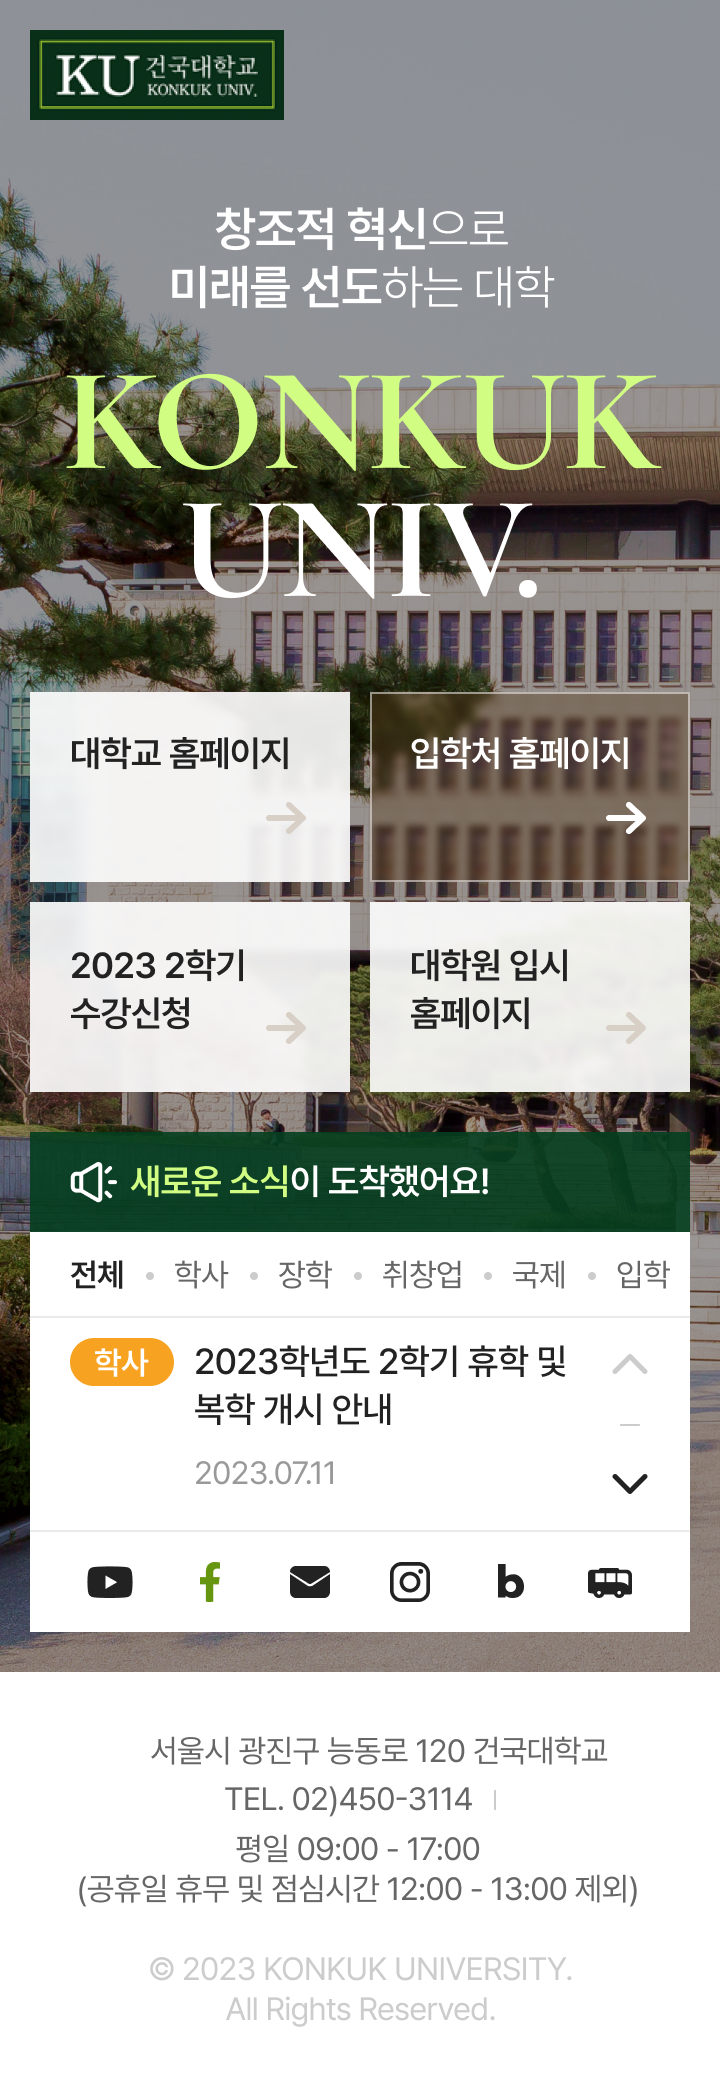 KU 건국대학교
KONKUK UNIV.
창조적 혁신으로
미래를 선도하는 대학
KONKUK
UNIV.
대학교 홈페이지
입학처 홈페이지
2023 2학기
수강신청
대학원 입시
홈페이지
새로운 소식이 도착했어요!
전체 • 학사 • 장학 • 취창업 • 국제 • 입학
학사
2023학년도 2학기 휴학 및
복학 개시 안내
2023.07.11
서울시 광진구 능동로 120 건국대학교
TEL. 02)450-3114
평일 09:00 - 17:00
(공휴일 휴무 및 점심시간 12:00 - 13:00 제외)
© 2023 KONKUK UNIVERSITY.
All Rights Reserved.